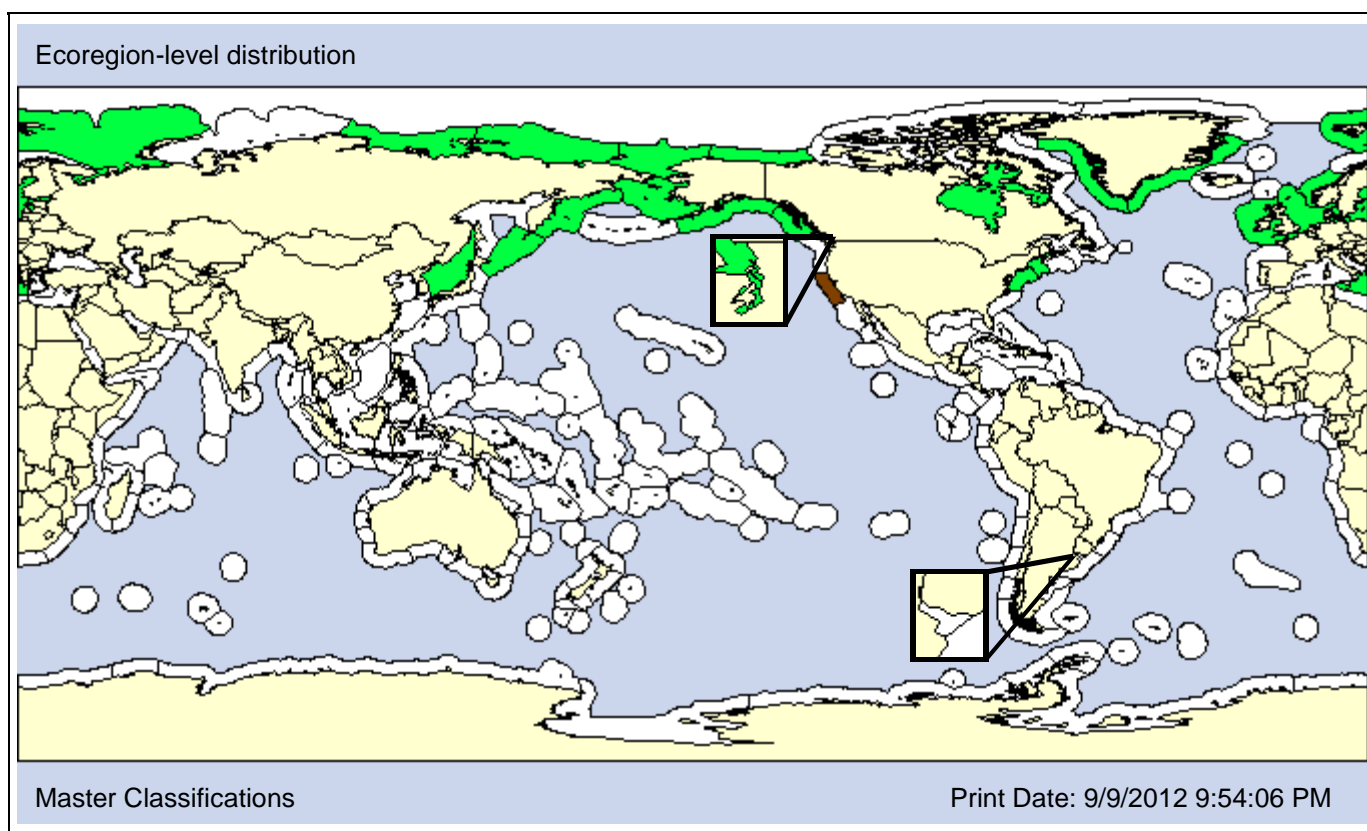 Ecoregion-level distribution
Master Classifications
Print Date: 9/9/2012 9:54:06 PM